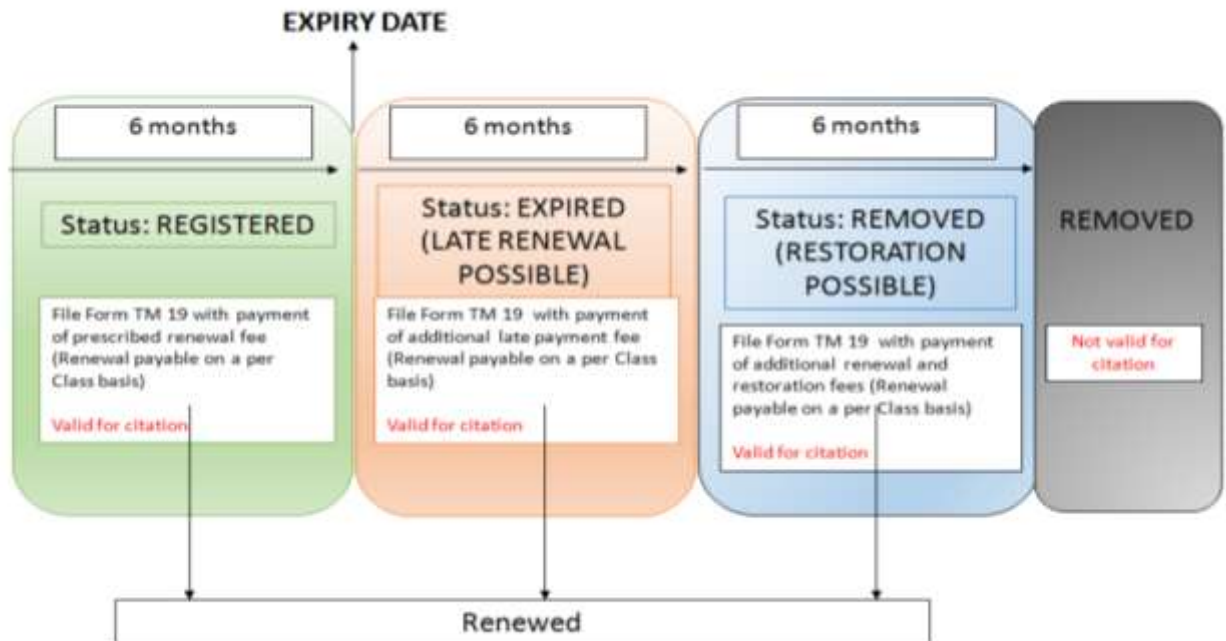 EXPIRY DATE
6 months
Status: REGISTERED
File Form TM 19 with payment
of prescribed renewal fee
(Renewal payable on a per
Class basis)
Valid for citation
6 months
Status: EXPIRED
(LATE RENEWAL
POSSIBLE)
File Form TM 19 with payment
of additional late payment fee
(Renewal payable on a per Class
basis)
Valid for citation
6 months
Status: REMOVED
(RESTORATION
POSSIBLE)
File Form TM 19 with payment
of additional renewal and
restoration fees (Renewal
payable on a per Class basis)
Valid for citation
REMOVED
Not valid for
citation
Renewed